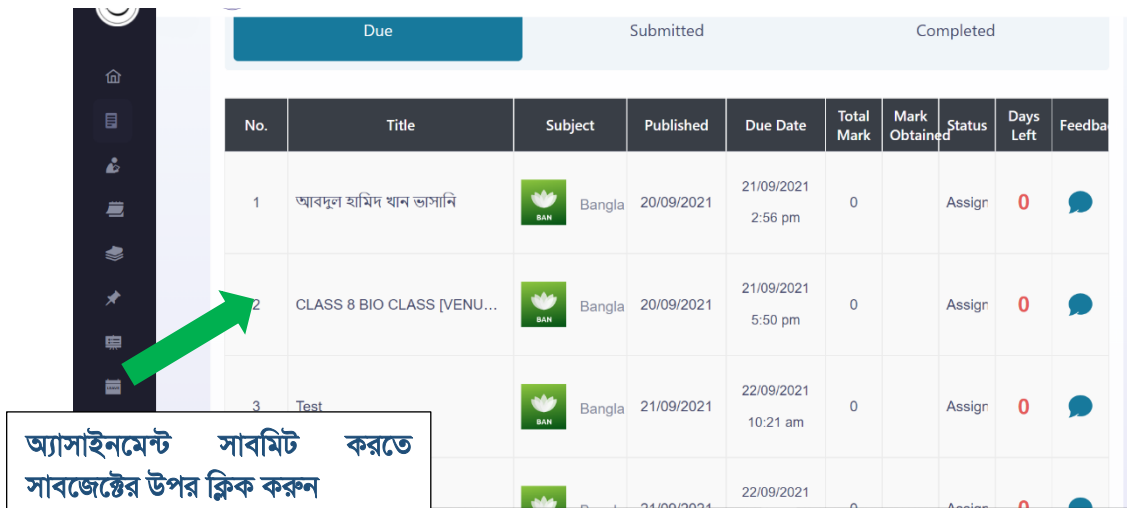 Due Submitted Completed
No. Title Subject Published Due Date Total Mark Mark Obtained Status Days Left Feedba
1 আবদুল হামিদ খান ভাসানি BAN Bangla 20/09/2021 21/09/2021 2:56 pm 0 Assign 0
2 CLASS 8 BIO CLASS [VENU... BAN Bangla 20/09/2021 21/09/2021 5:50 pm 0 Assign 0
3 Test BAN Bangla 21/09/2021 22/09/2021 10:21 am 0 Assign 0
22/09/2021
অ্যাসাইনমেন্ট সাবমিট করতে
সাবজেক্টের উপর ক্লিক করুন